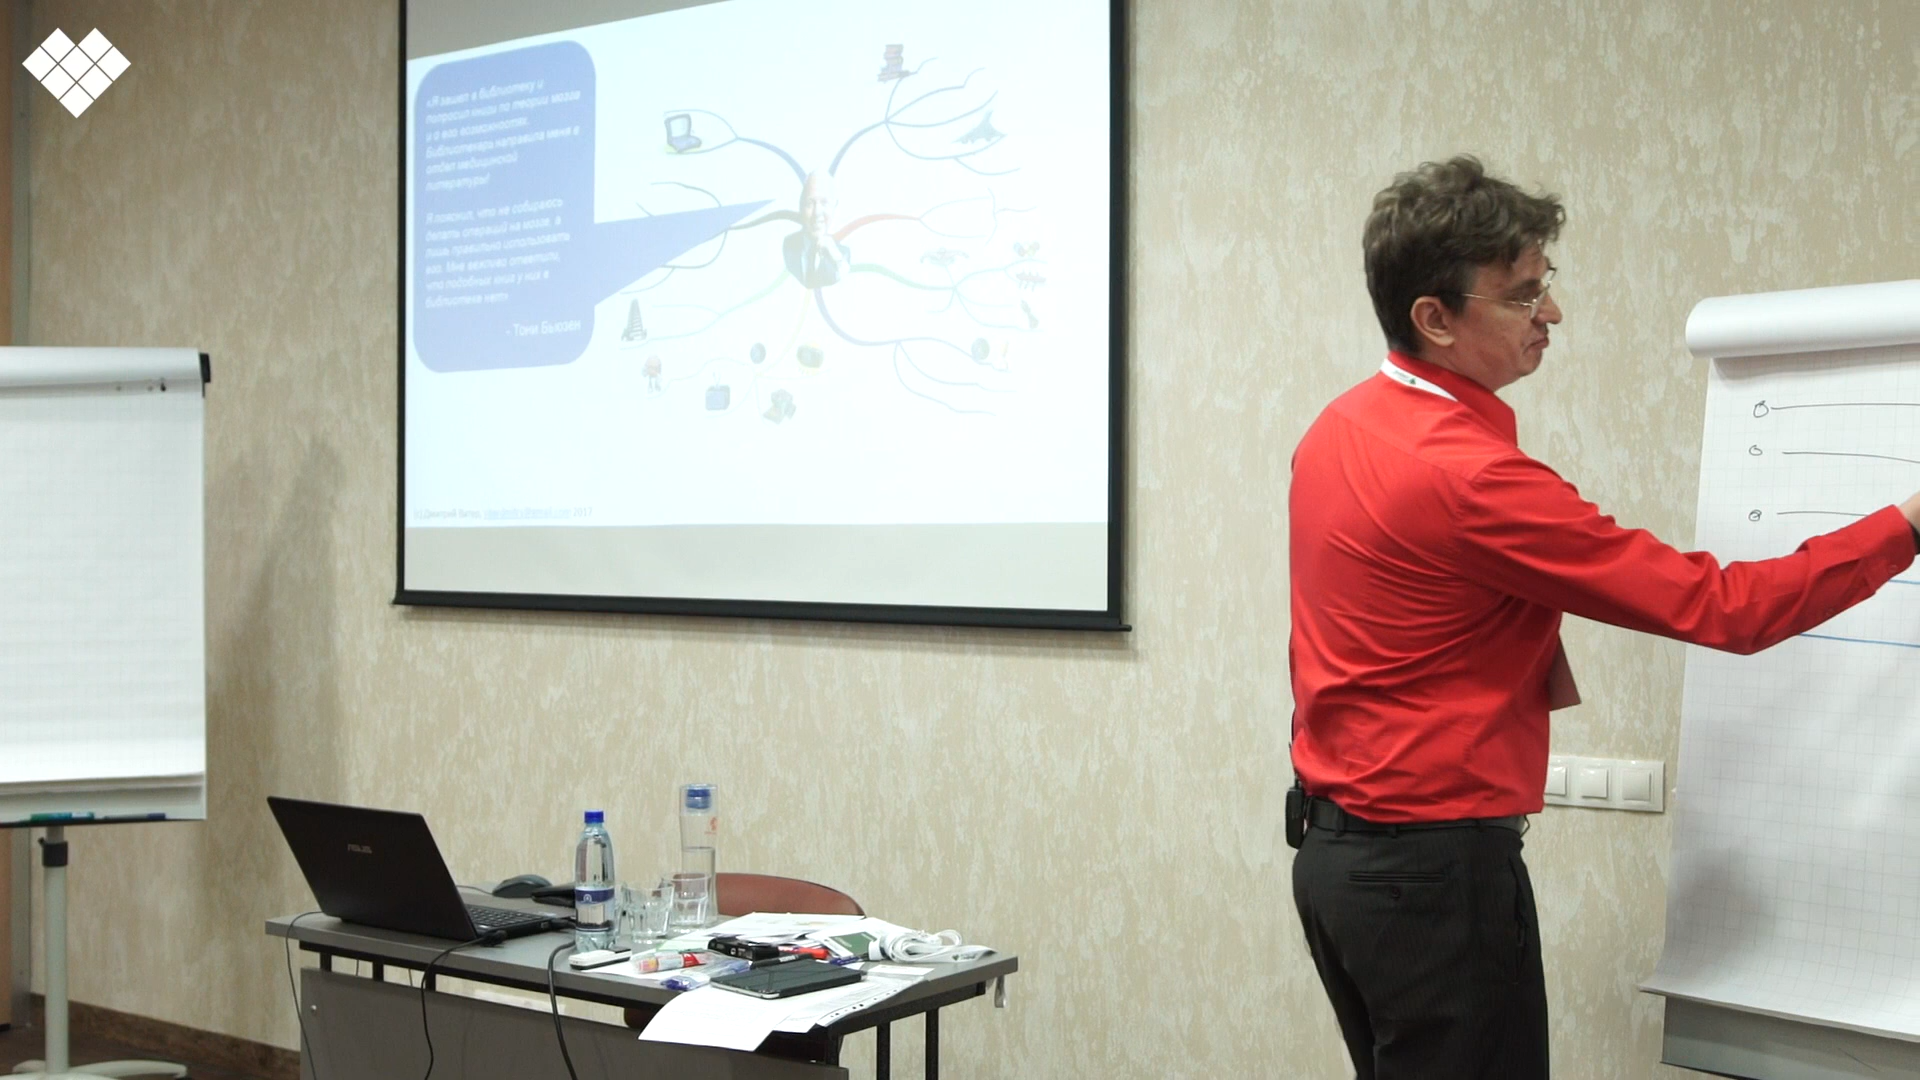 «Я зашел в библиотеку и
попросил книги по теории мозга
и о его возможностях.
Библиотекарь направила меня в
отдел медицинской
литературы!
Я пояснил, что не собираюсь
делать операций на мозге, а
лишь правильно использовать
его. Мне вежливо ответили,
что подобных книг у них в
библиотеке нет»
- Тони Бьюзен
(с) Дмитрий 2017
ASUS